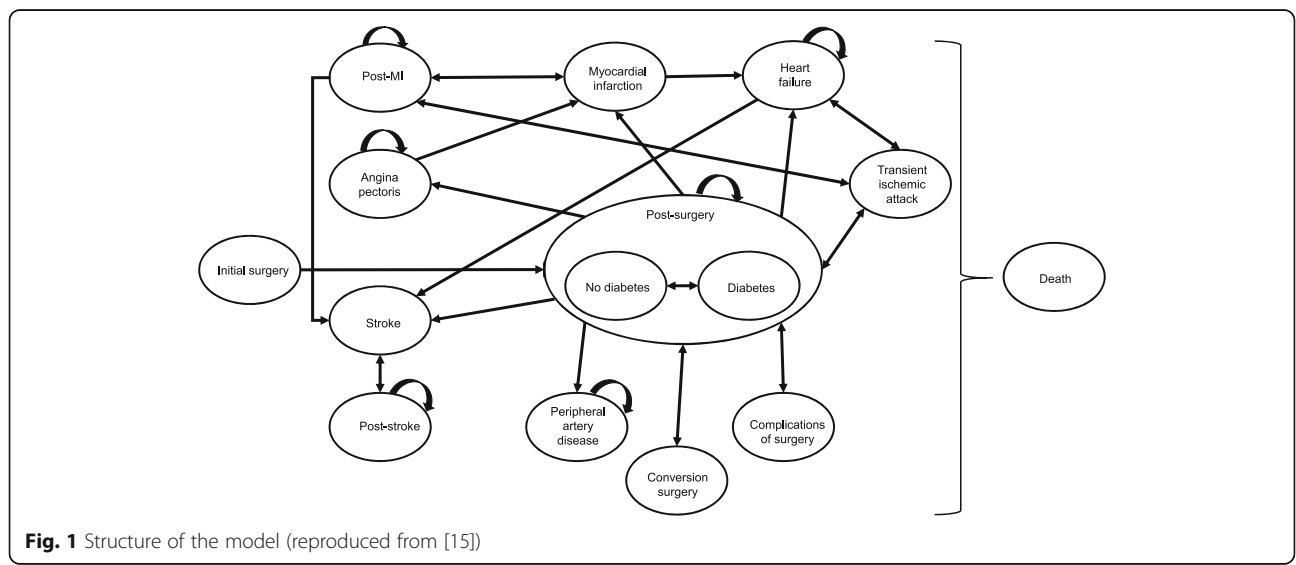 Post-MI
Myocardial
infarction
Heart
failure
Angina
pectoris
Transient
ischemic
attack
Post-surgery
Initial surgery
No diabetes
Diabetes
Death
Stroke
Post-stroke
Peripheral
artery
disease
Complications
of surgery
Conversion
surgery
Fig. 1 Structure of the model (reproduced from [15])